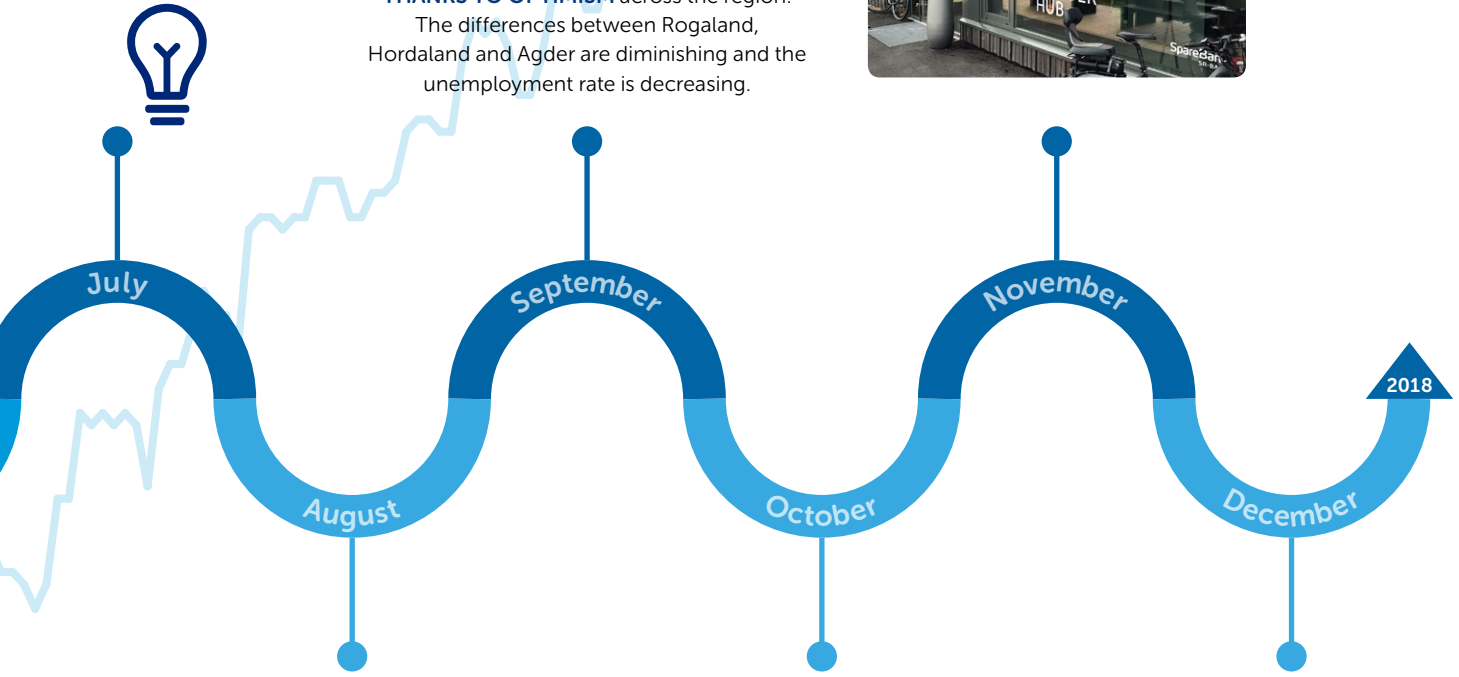 across the region.
The differences between Rogaland,
Hordaland and Agder are diminishing and the
unemployment rate is decreasing.
HUB
July
September
November
2018
August
October
December